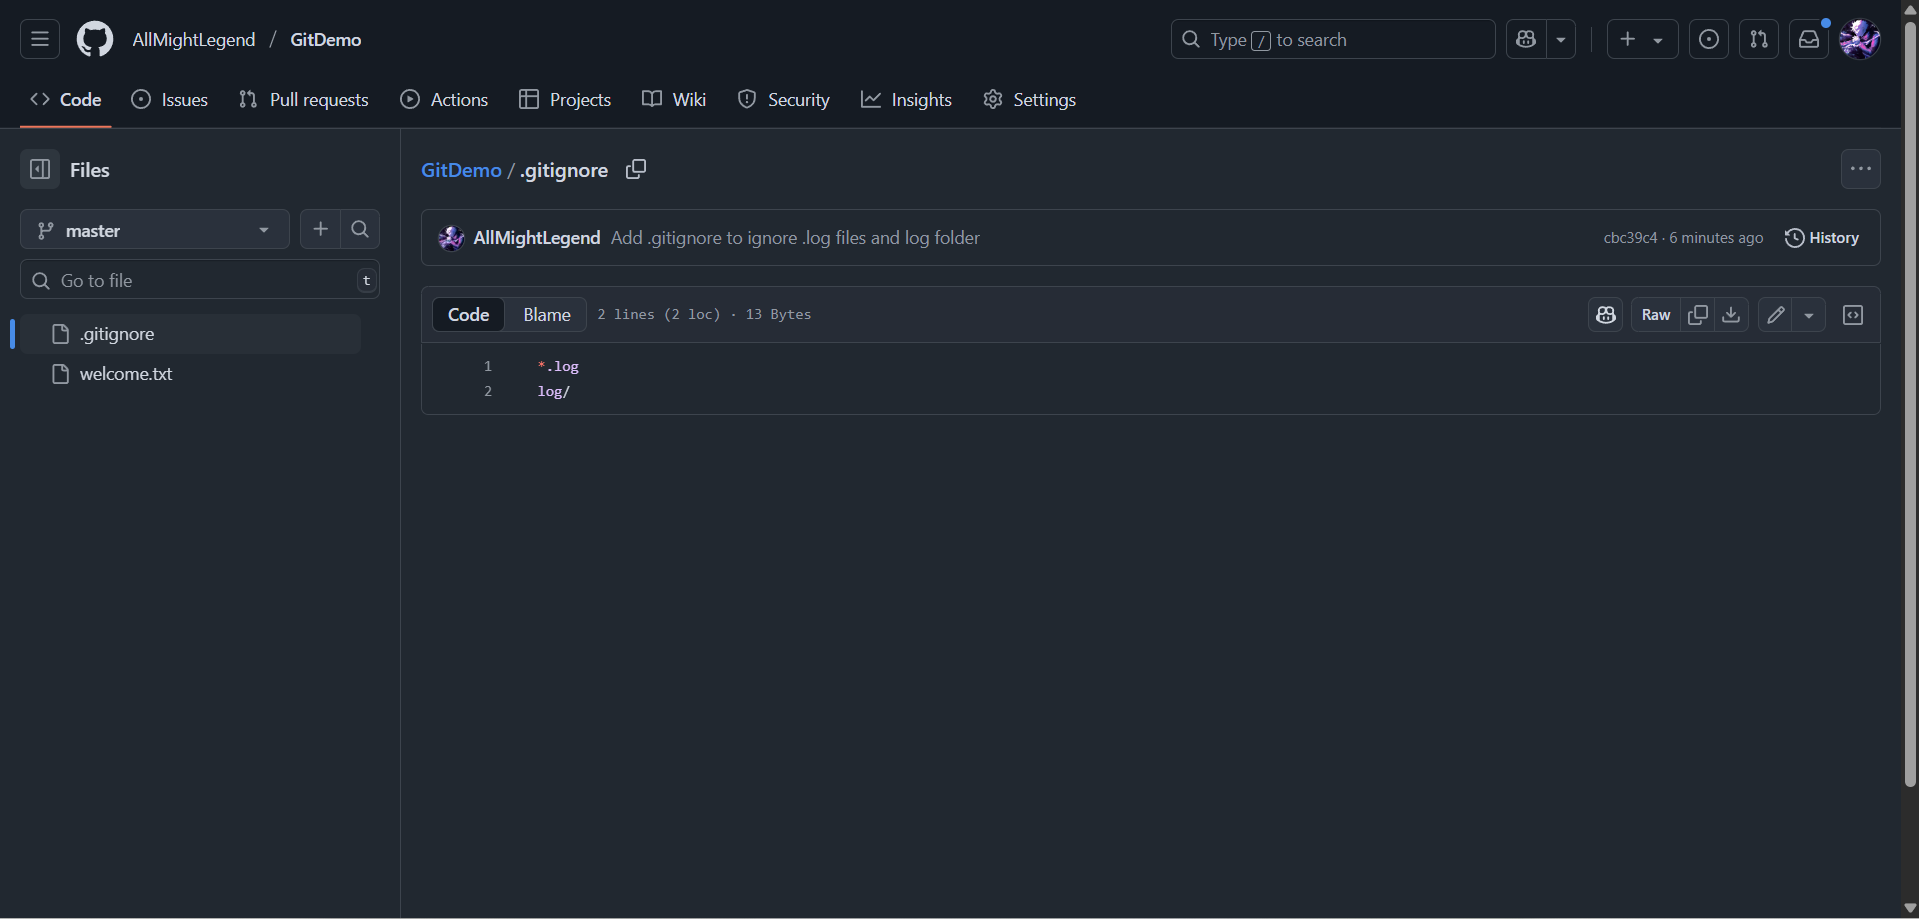 AllMightLegend / GitDemo
Type / to search
Code
Issues
Pull requests
Actions
Projects
Wiki
Security
Insights
Settings
Files
master
Go to file
t
.gitignore
welcome.txt
GitDemo / .gitignore
AllMightLegend Add .gitignore to ignore .log files and log folder
cbc39c4 · 6 minutes ago
History
Code
Blame
2 lines (2 loc) · 13 Bytes
Raw
1 *.log
2 log/